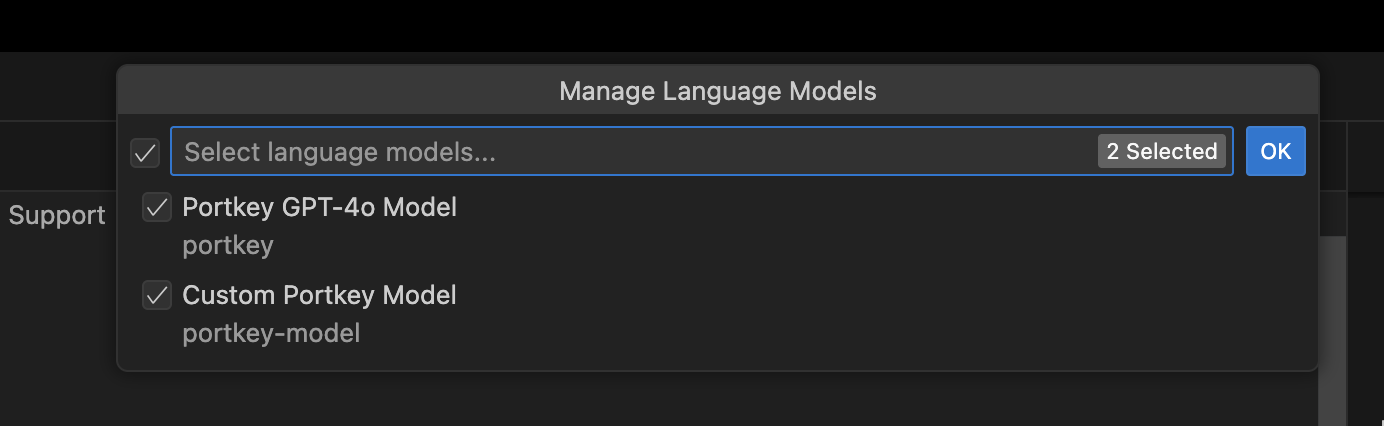 Manage Language Models
Select language models...
2 Selected
OK
Support
Portkey GPT-4o Model
portkey
Custom Portkey Model
portkey-model